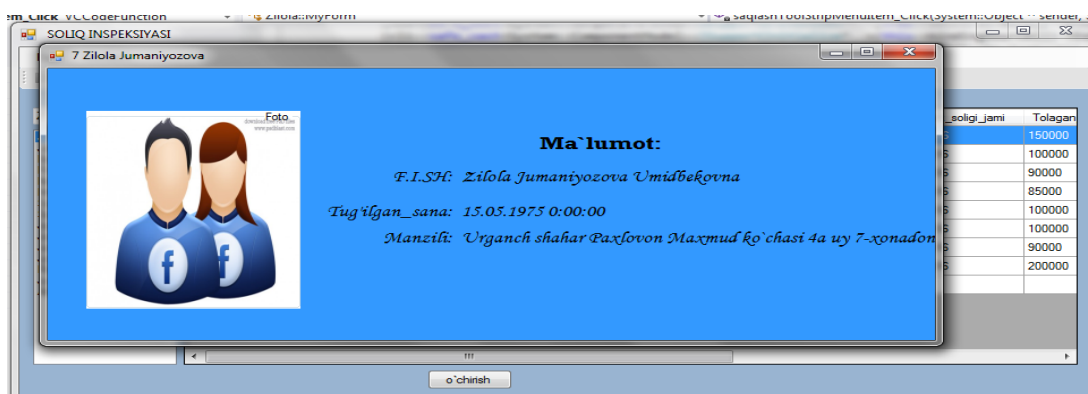 Click VCCodeFunction
Zilola::MyForm
saqlashToolStripMenuItem_Click(System::Object ^ sender,
SOLIQ INSPEKSIYASI
7 Zilola Jumaniyozova
Foto
Ma`lumot:
F.I.SH: Zilola Jumaniyozova Umidbekovna
Tug'ilgan_sana: 15.05.1975 0:00:00
Manzili: Urganch shahar Paxlovon Maxmud ko`chasi 4a uy 7-xonadon
_soligi_jami Tolagan
150000
100000
90000
85000
100000
100000
90000
200000
o`chirish